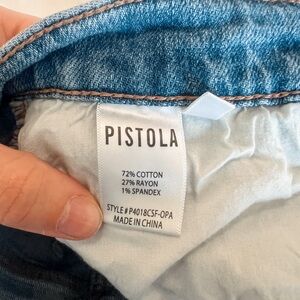 PISTOLA
72% COTTON
27% RAYON
1% SPANDEX
STYLE# P4018CSF-OPA
MADE IN CHINA